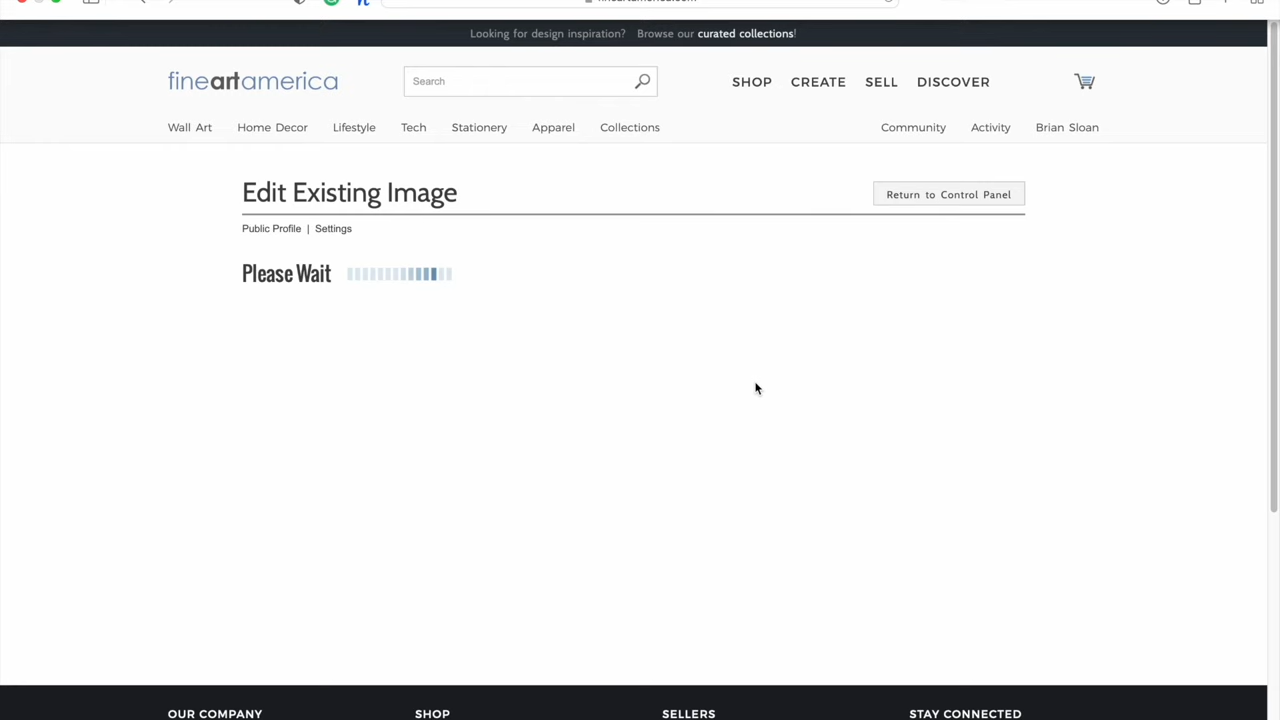 Looking for design inspiration? Browse our curated collections!
fineartamerica
Search
SHOP CREATE SELL DISCOVER
Wall Art Home Decor Lifestyle Tech Stationery Apparel Collections Community Activity Brian Sloan
Edit Existing Image
Return to Control Panel
Public Profile | Settings
Please Wait
OUR COMPANY SHOP SELLERS STAY CONNECTED